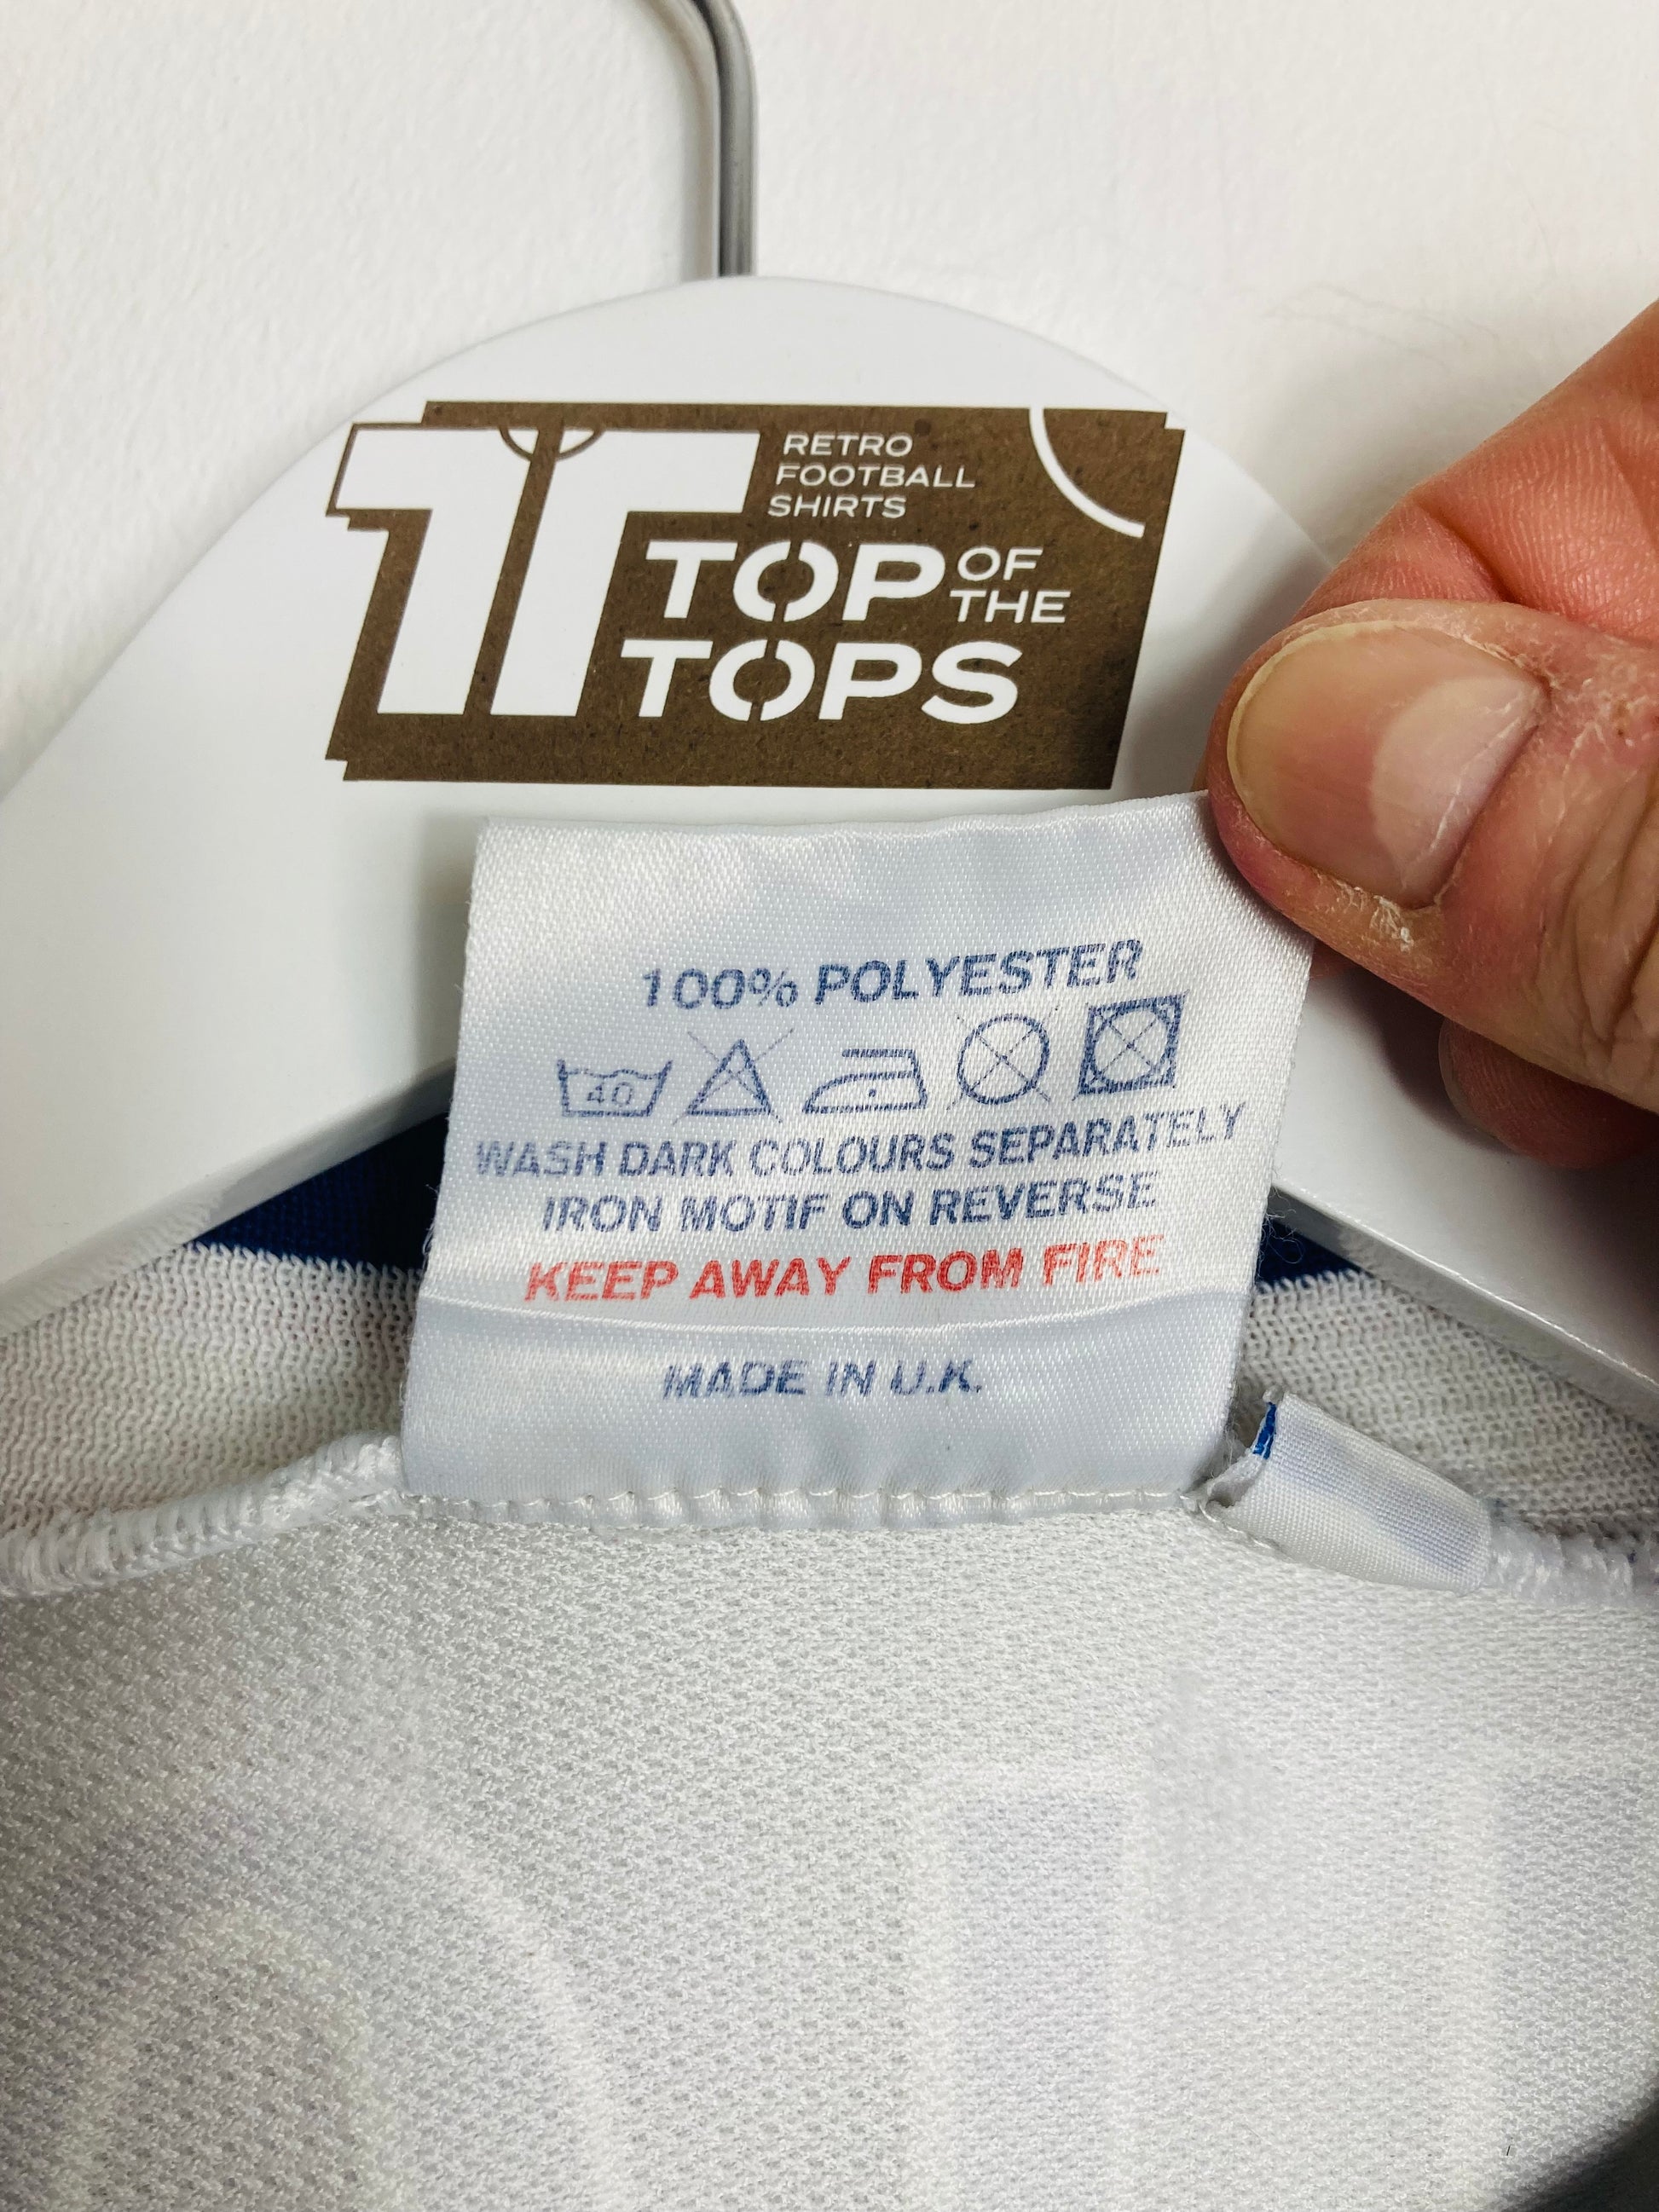 RETRO
FOOTBALL
SHIRTS
TOP OF THE
TOPS
100% POLYESTER
40
WASH DARK COLOURS SEPARATELY
IRON MOTIF ON REVERSE
KEEP AWAY FROM FIRE
MADE IN U.K.